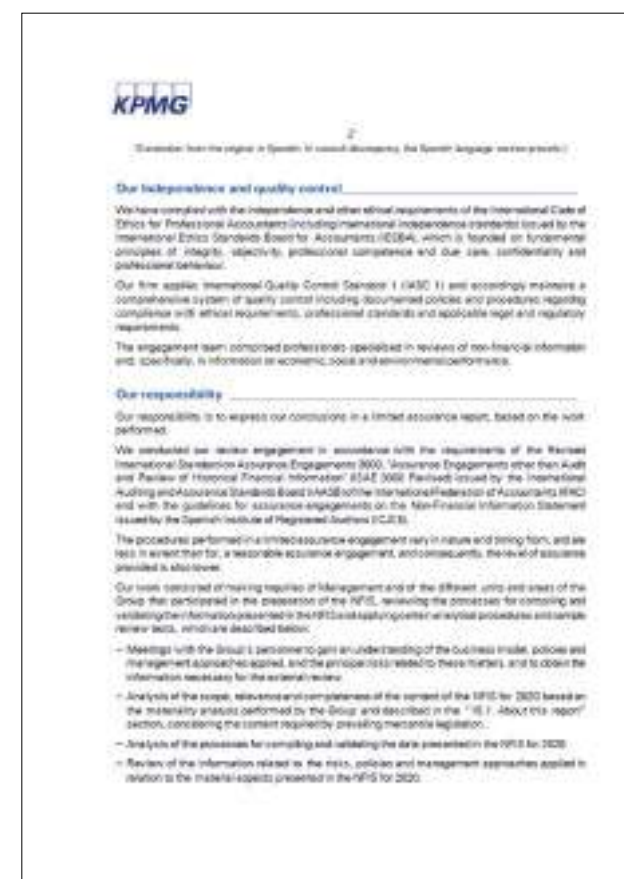 KPMG
2
(Translation from the original in Spanish. In case of discrepancy, the Spanish language version prevails.)
Our independence and quality control
We have complied with the independence and other ethical requirements of the International Code of
Ethics for Professional Accountants (including international independence standards) issued by the
International Ethics Standards Board for Accountants (IESBA), which is founded on fundamental
principles of integrity, objectivity, professional competence and due care, confidentiality and
professional behaviour.
Our firm applies International Quality Control Standard 1 (IASC 1) and accordingly maintains a
comprehensive system of quality control including documented policies and procedures regarding
compliance with ethical requirements, professional standards and applicable legal and regulatory
requirements.
The engagement team comprised professionals specialised in reviews of non-financial information
and, specifically, in information on economic, social and environmental performance.
Our responsibility
Our responsibility is to express our conclusions in a limited assurance report, based on the work
performed.
We conducted our review engagement in accordance with the requirements of the Revised
International Standard on Assurance Engagements 3000, "Assurance Engagements other than Audit
and Review of Historical Financial Information" (ISAE 3000 Revised) issued by the International
Auditing and Assurance Standards Board (IAASB) of the International Federation of Accountants (IFAC)
and with the guidelines for assurance engagements on the Non-Financial Information Statement
issued by the Spanish Institute of Registered Auditors (ICJCE).
The procedures performed in a limited assurance engagement vary in nature and timing from, and are
less in extent than for, a reasonable assurance engagement, and consequently, the level of assurance
provided is also lower.
Our work consisted of making inquiries of Management and of the different units and areas of the
Group that participated in the preparation of the NFIS, reviewing the processes for compiling and
validating the information presented in the NFIS and applying certain analytical procedures and sample
review tests, which are described below:
– Meetings with the Group's personnel to gain an understanding of the business model, policies and
management approaches applied, and the principal risks related to these matters, and to obtain the
information necessary for the external review.
– Analysis of the scope, relevance and completeness of the content of the NFIS for 2020 based on
the materiality analysis performed by the Group and described in the " About this report"
section, considering the content required by prevailing mercantile legislation.
– Analysis of the processes for compiling and validating the data presented in the NFIS for 2020.
– Review of the information related to the risks, policies and management approaches applied in
relation to the material aspects presented in the NFIS for 2020.